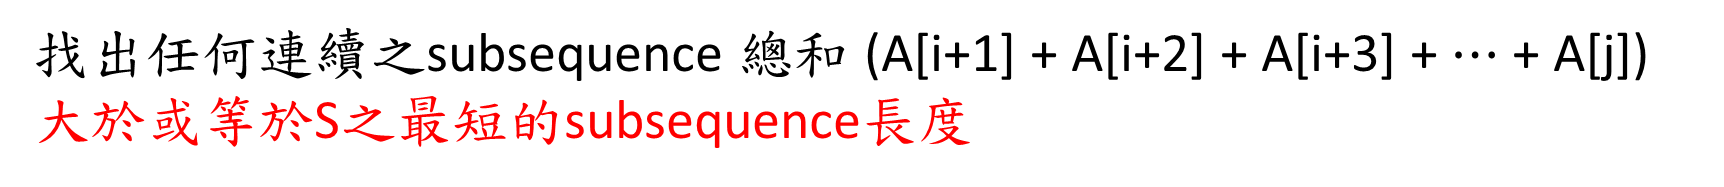 找出任何連續之subsequence 總和 (A[i+1] + A[i+2] + A[i+3] + ⋯ + A[j])
大於或等於S之最短的subsequence長度